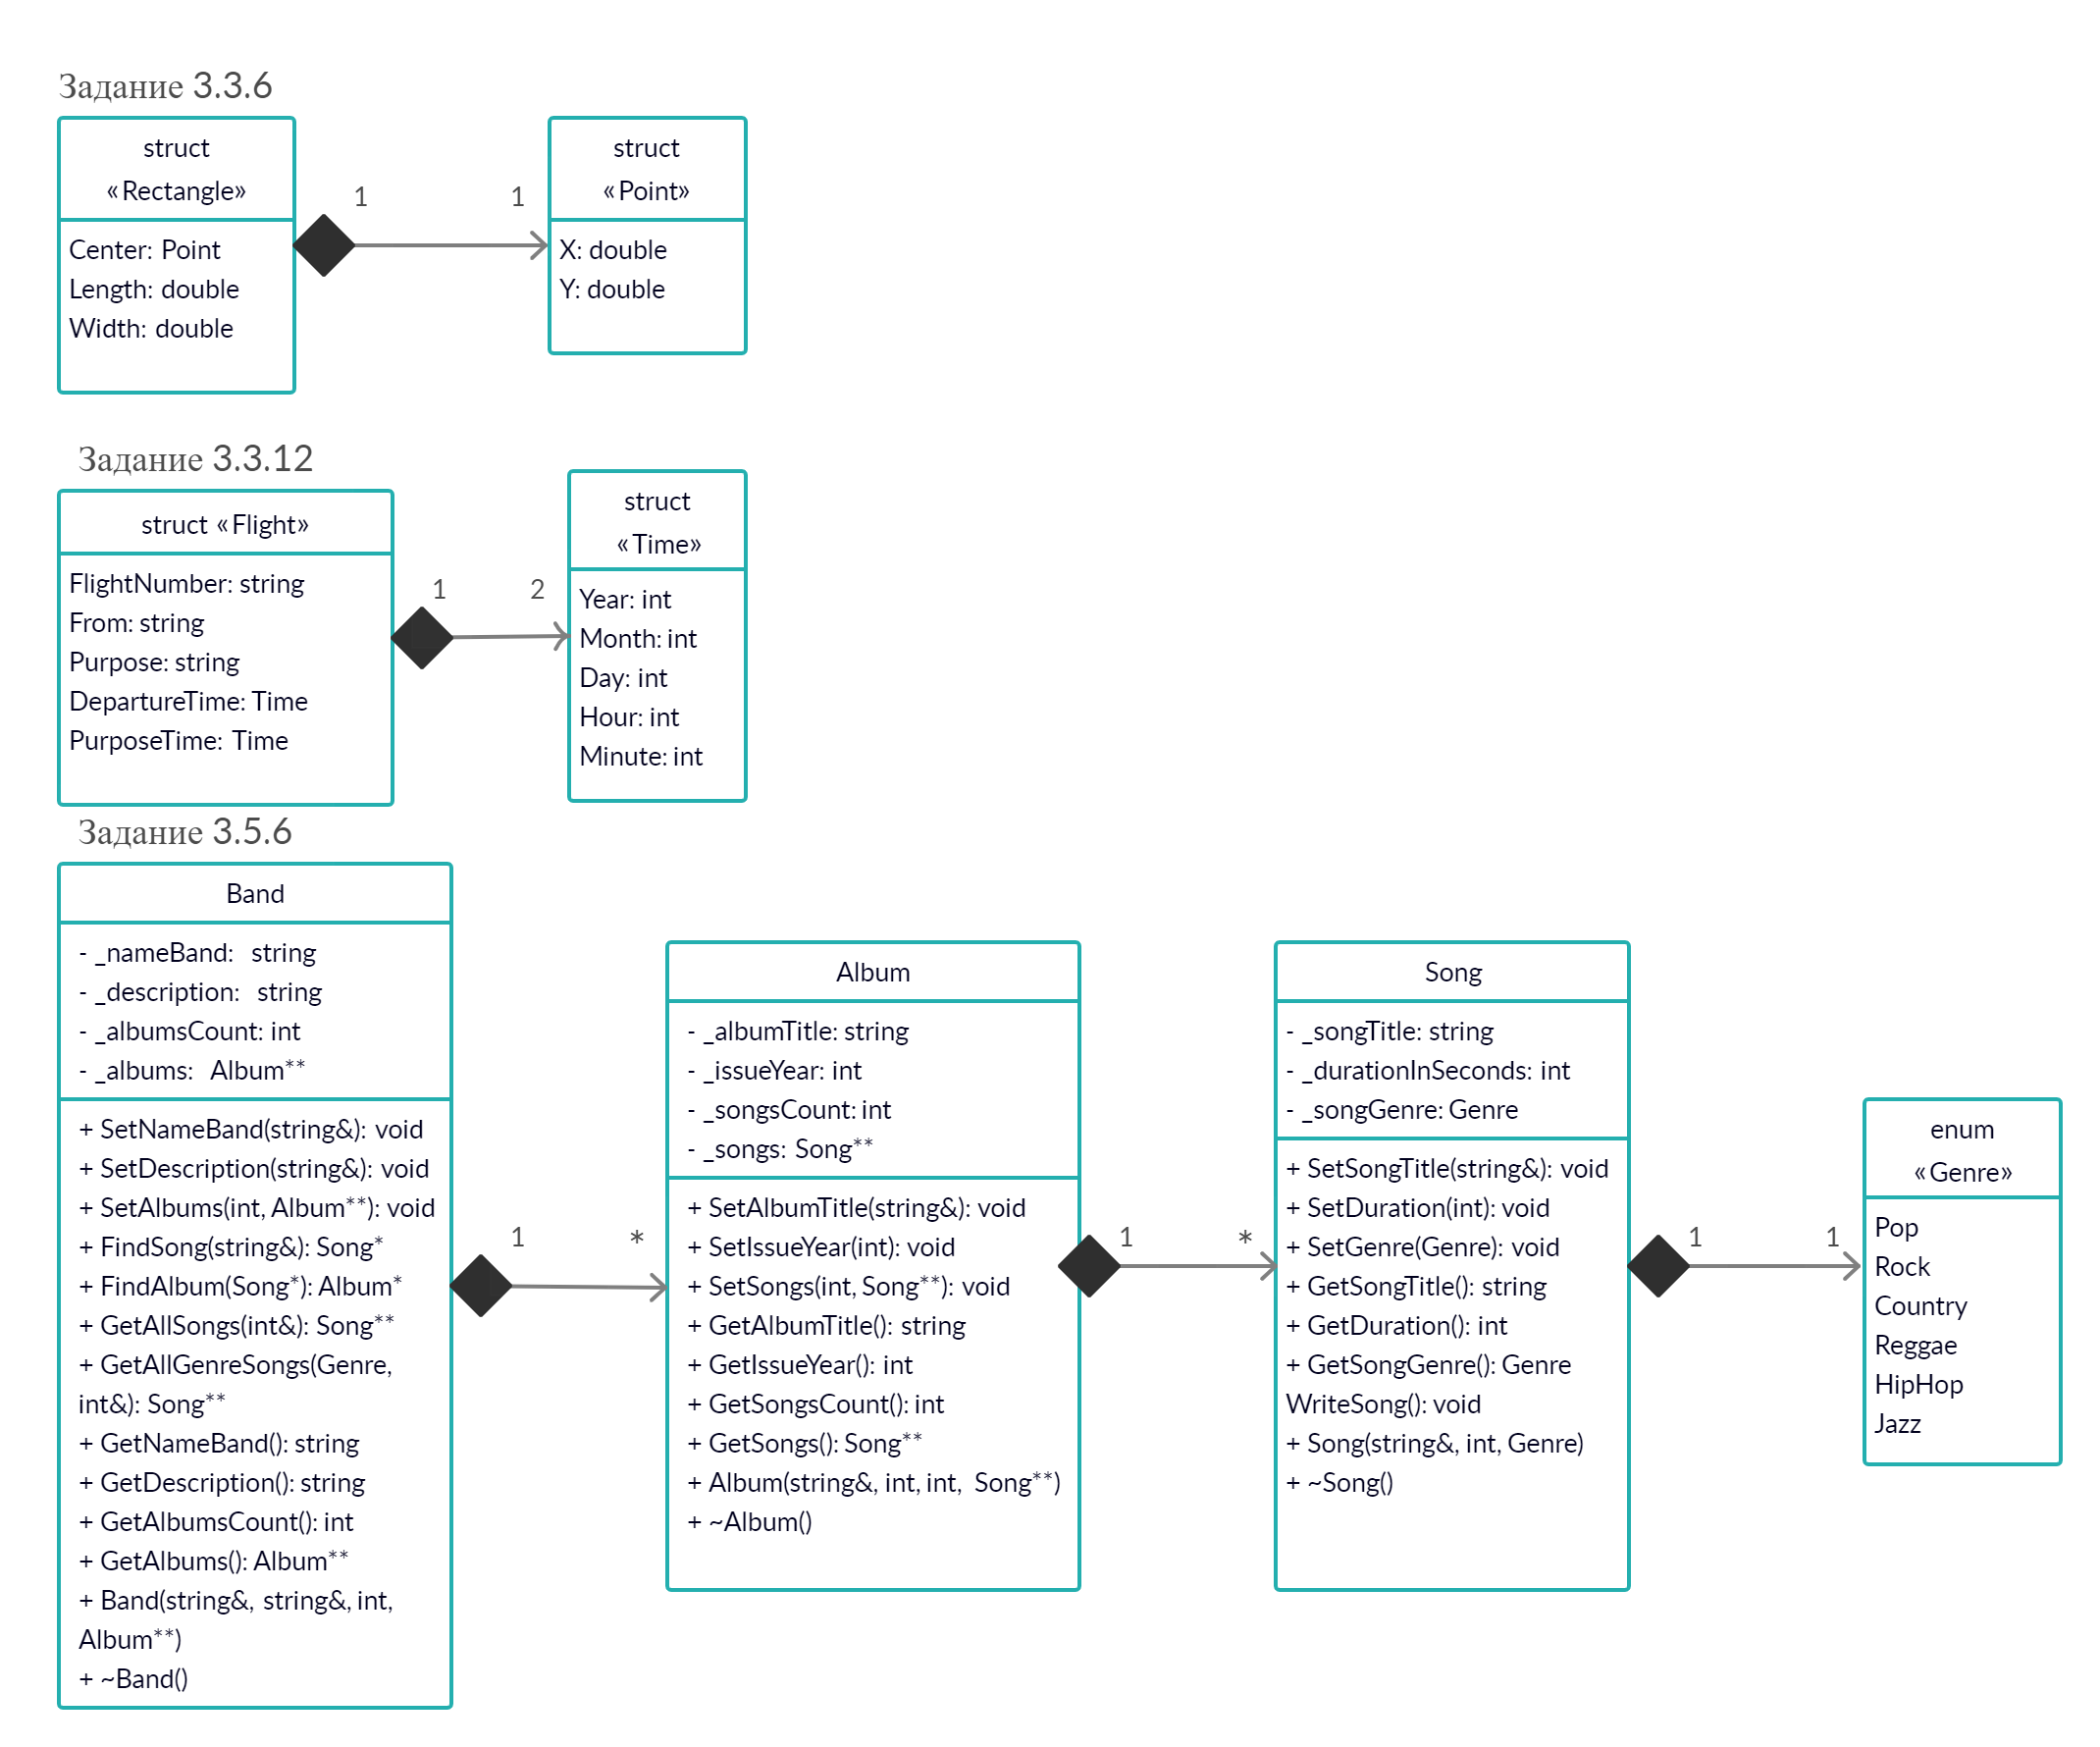 Задание 3.3.6
struct
«Rectangle»
Center: Point
Length: double
Width: double
1
1
struct
«Point»
X: double
Y: double
Задание 3.3.12
struct «Flight»
FlightNumber: string
From: string
Purpose: string
DepartureTime: Time
PurposeTime: Time
1
2
struct
«Time»
Year: int
Month: int
Day: int
Hour: int
Minute: int
Задание 3.5.6
Band
- _nameBand: string
- _description: string
- _albumsCount: int
- _albums: Album**
+ SetNameBand(string&): void
+ SetDescription(string&): void
+ SetAlbums(int, Album**): void
+ FindSong(string&): Song*
+ FindAlbum(Song*): Album*
+ GetAllSongs(int&): Song**
+ GetAllGenreSongs(Genre,
int&): Song**
+ GetNameBand(): string
+ GetDescription(): string
+ GetAlbumsCount(): int
+ GetAlbums(): Album**
+ Band(string&, string&, int,
Album**)
+ ~Band()
1
*
Album
- _albumTitle: string
- _issueYear: int
- _songsCount: int
- _songs: Song**
+ SetAlbumTitle(string&): void
+ SetIssueYear(int): void
+ SetSongs(int, Song**): void
+ GetAlbumTitle(): string
+ GetIssueYear(): int
+ GetSongsCount(): int
+ GetSongs(): Song**
+ Album(string&, int, int, Song**)
+ ~Album()
1
*
Song
- _songTitle: string
- _durationInSeconds: int
- _songGenre: Genre
+ SetSongTitle(string&): void
+ SetDuration(int): void
+ SetGenre(Genre): void
+ GetSongTitle(): string
+ GetDuration(): int
+ GetSongGenre(): Genre
WriteSong(): void
+ Song(string&, int, Genre)
+ ~Song()
1
1
enum
«Genre»
Pop
Rock
Country
Reggae
HipHop
Jazz